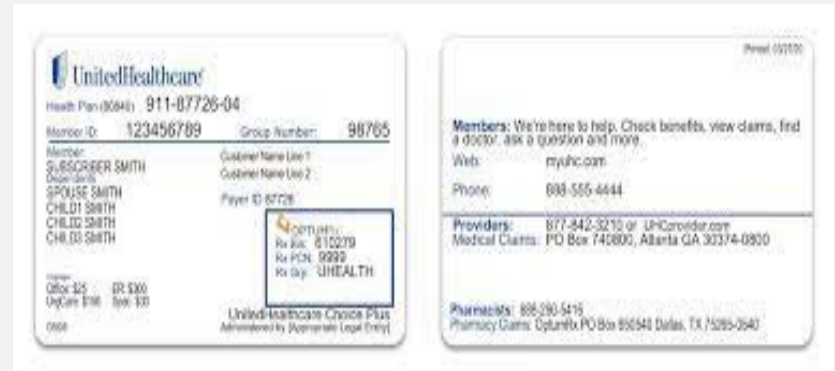 UnitedHealthcare
Health Plan (80840) 911-87726-04
Member ID: 123456789 Group Number: 98765
Member:
SUBSCRIBER SMITH
Dependents
SPOUSE SMITH
CHILD1 SMITH
CHILD2 SMITH
CHILD3 SMITH
Customer Name Line 1
Customer Name Line 2
Payer ID 87726
OPTUMRx
Rx Bin: 610279
Rx PCN: 9999
Rx Grp: UHEALTH
Office: $25 ER: $300
UrgCare: $100 Spec: $30
UnitedHealthcare Choice Plus
Administered by [Appropriate Legal Entity]
Printed:
Members: We're here to help. Check benefits, view claims, find
a doctor, ask a question and more.
Web: myuhc.com
Phone: 888-555-4444
Providers: 877-842-3210 or UHCprovider.com
Medical Claims: PO Box 740800, Atlanta GA 30374-0800
Pharmacists:
Pharmacy Claims: OptumRx PO Box 650540 Dallas, TX 75265-0540